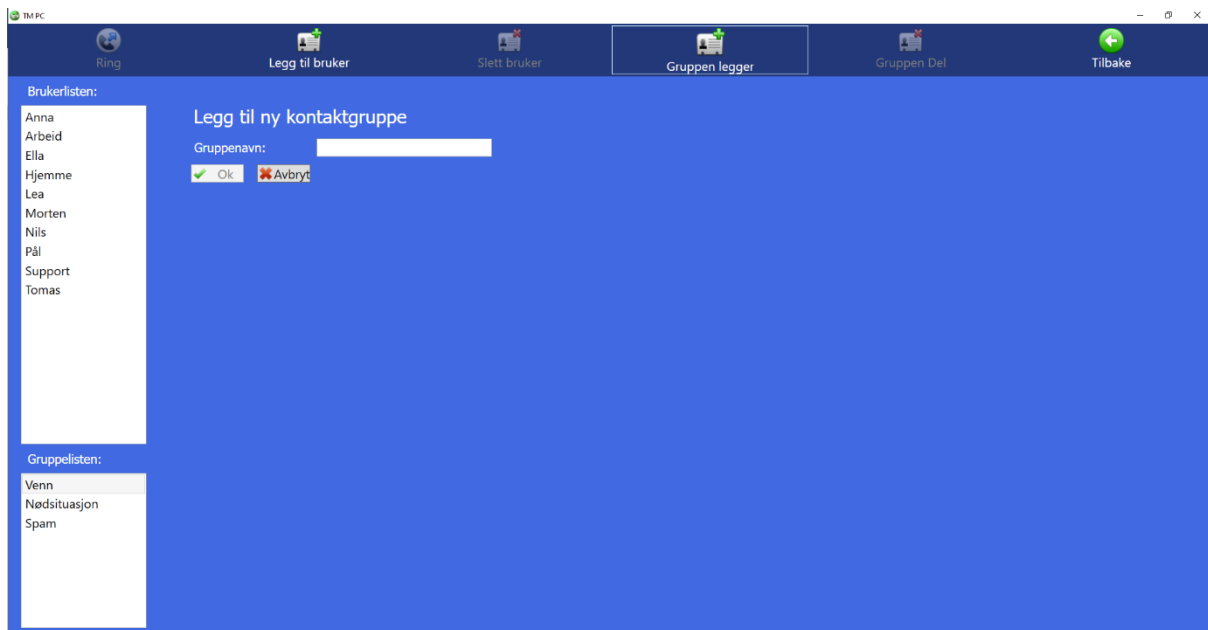 TM PC
Ring
Legg til bruker
Slett bruker
Gruppen legger
Gruppen Del
Tilbake
Brukerlisten:
Anna
Arbeid
Ella
Hjemme
Lea
Morten
Nils
Pål
Support
Tomas
Legg til ny kontaktgruppe
Gruppenavn:
Ok
Avbryt
Gruppelisten:
Venn
Nødsituasjon
Spam